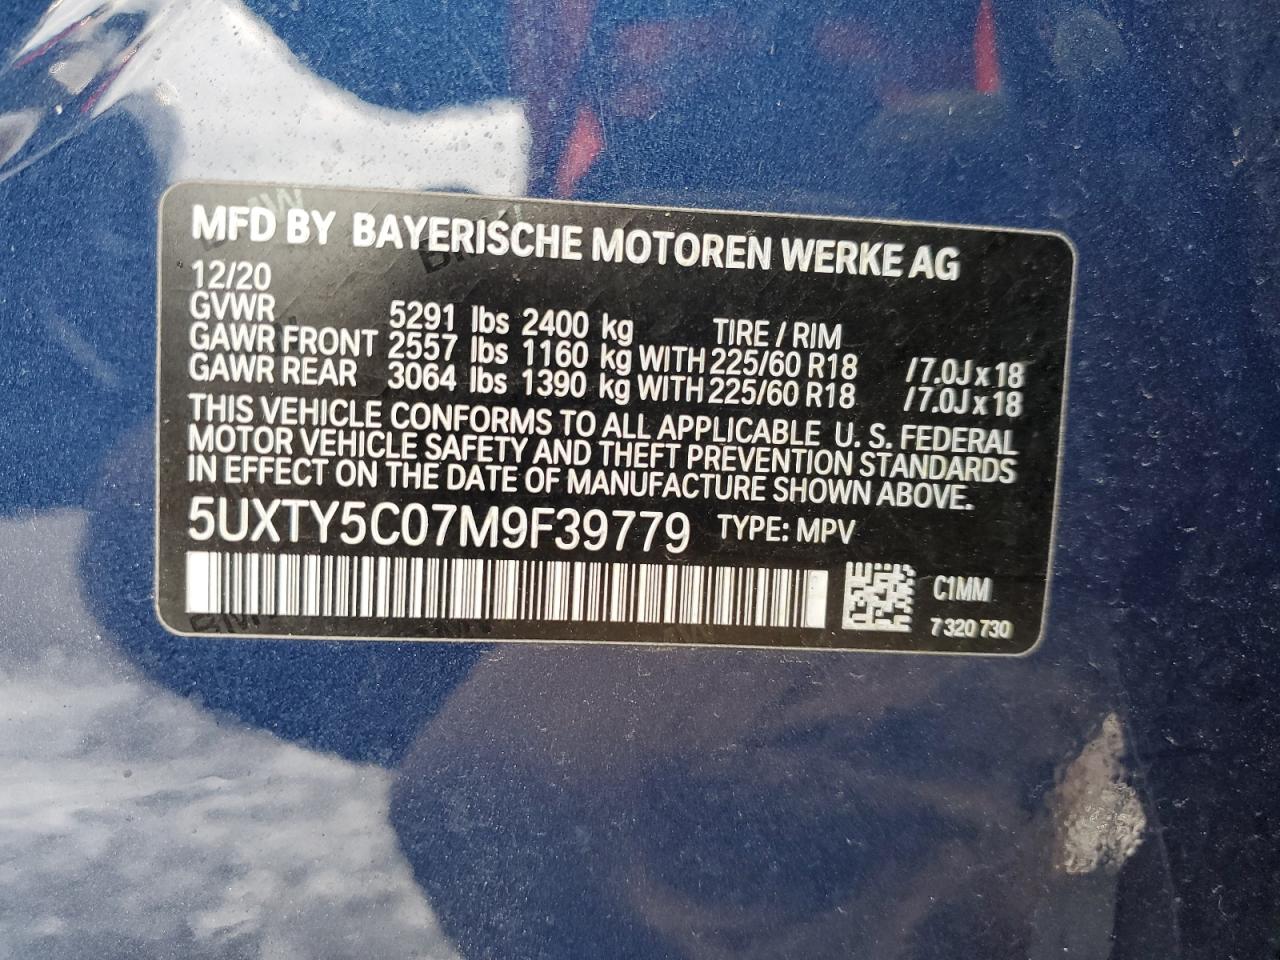 MFD BY BAYERISCHE MOTOREN WERKE AG
12/20
GVWR 5291 lbs 2400 kg TIRE / RIM
GAWR FRONT 2557 lbs 1160 kg WITH 225/60 R18 /7.0J x 18
GAWR REAR 3064 lbs 1390 kg WITH 225/60 R18 /7.0J x 18
THIS VEHICLE CONFORMS TO ALL APPLICABLE U. S. FEDERAL
MOTOR VEHICLE SAFETY AND THEFT PREVENTION STANDARDS
IN EFFECT ON THE DATE OF MANUFACTURE SHOWN ABOVE.
5UXTY5C07M9F39779 TYPE: MPV
C1MM
7 320 730